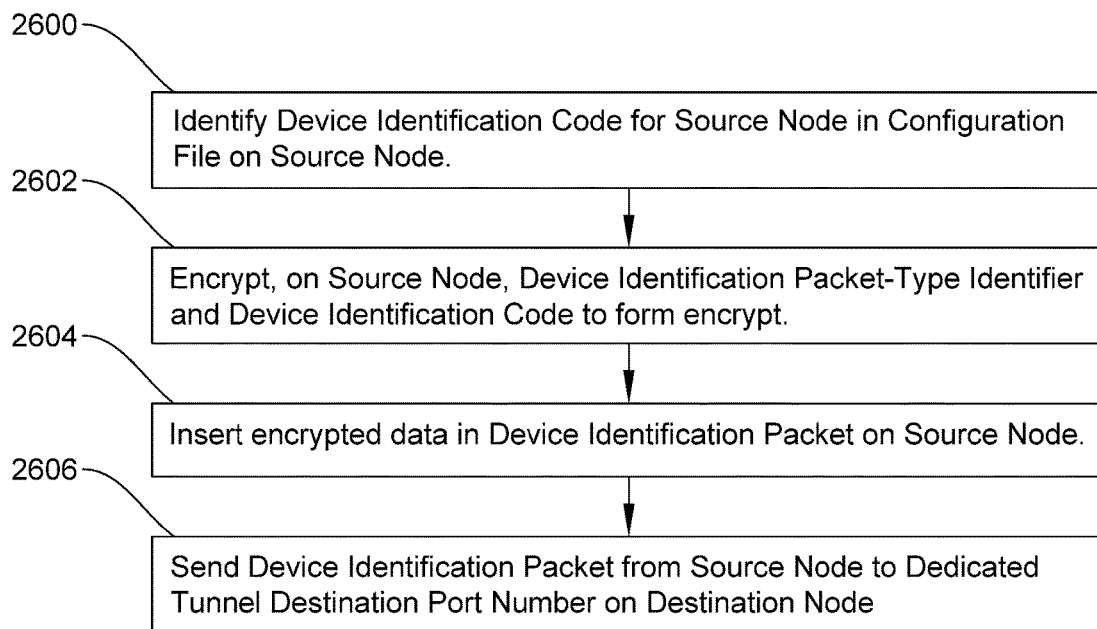 2600
Identify Device Identification Code for Source Node in Configuration
File on Source Node.
2602
Encrypt, on Source Node, Device Identification Packet-Type Identifier
and Device Identification Code to form encrypt.
2604
Insert encrypted data in Device Identification Packet on Source Node.
2606
Send Device Identification Packet from Source Node to Dedicated
Tunnel Destination Port Number on Destination Node